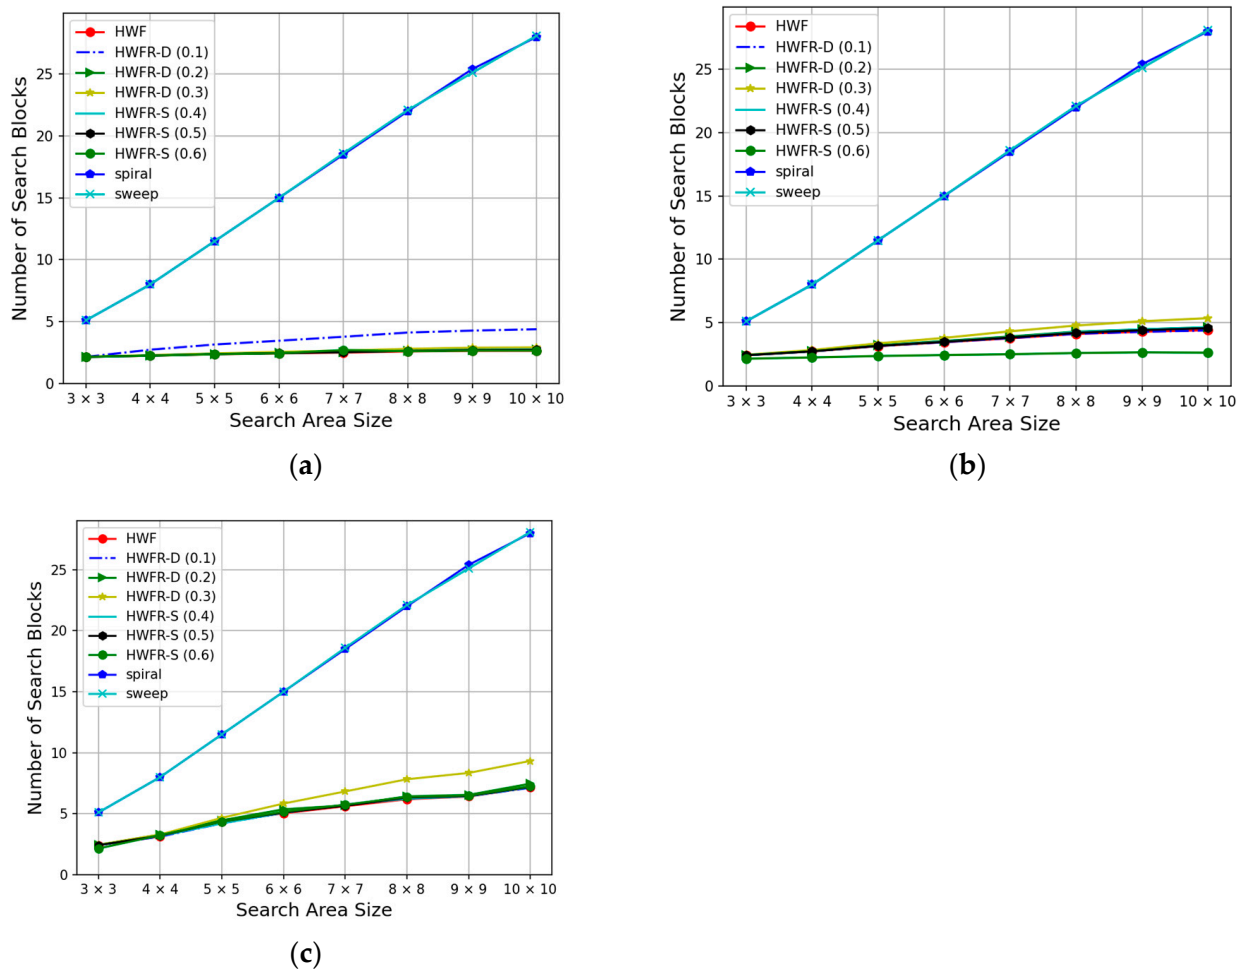 HWF
HWFR-D (0.1)
HWFR-D (0.2)
HWFR-D (0.3)
HWFR-S (0.4)
HWFR-S (0.5)
HWFR-S (0.6)
spiral
sweep
Number of Search Blocks
25
20
15
10
5
0
3 × 3 4 × 4 5 × 5 6 × 6 7 × 7 8 × 8 9 × 9 10 × 10
Search Area Size
(a)
HWF
HWFR-D (0.1)
HWFR-D (0.2)
HWFR-D (0.3)
HWFR-S (0.4)
HWFR-S (0.5)
HWFR-S (0.6)
spiral
sweep
Number of Search Blocks
25
20
15
10
5
0
3 × 3 4 × 4 5 × 5 6 × 6 7 × 7 8 × 8 9 × 9 10 × 10
Search Area Size
(b)
HWF
HWFR-D (0.1)
HWFR-D (0.2)
HWFR-D (0.3)
HWFR-S (0.4)
HWFR-S (0.5)
HWFR-S (0.6)
spiral
sweep
Number of Search Blocks
25
20
15
10
5
0
3 × 3 4 × 4 5 × 5 6 × 6 7 × 7 8 × 8 9 × 9 10 × 10
Search Area Size
(c)